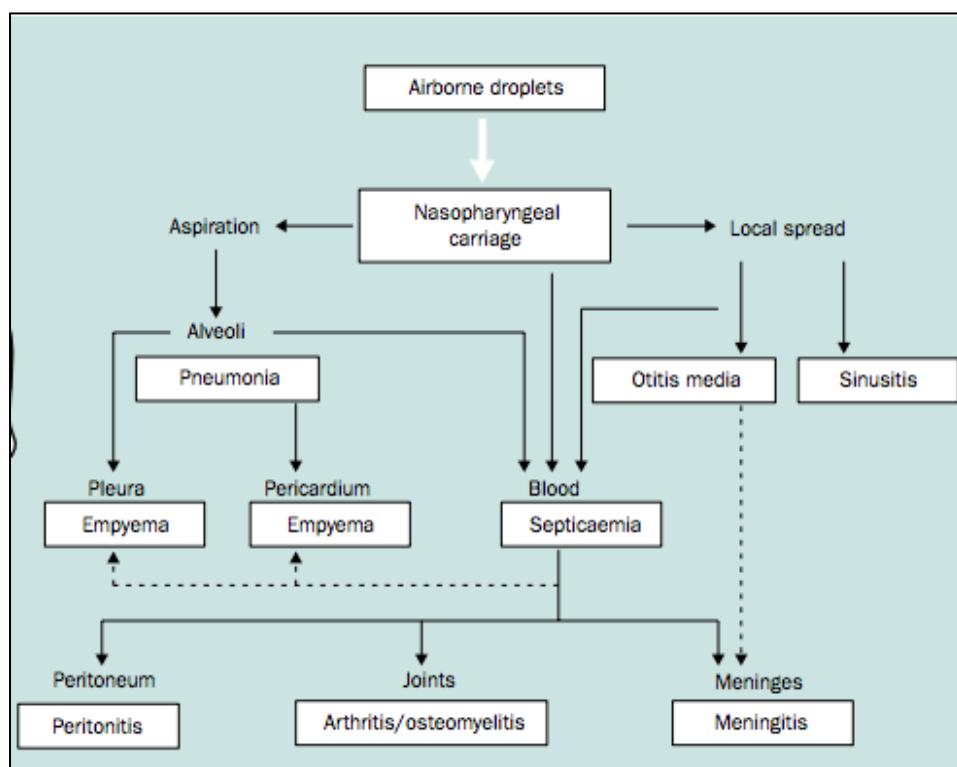 Airborne droplets
Nasopharyngeal
carriage
Aspiration
Local spread
Alveoli
Pneumonia
Otitis media
Sinusitis
Pleura
Pericardium
Blood
Empyema
Empyema
Septicaemia
Peritoneum
Joints
Meninges
Peritonitis
Arthritis/osteomyelitis
Meningitis